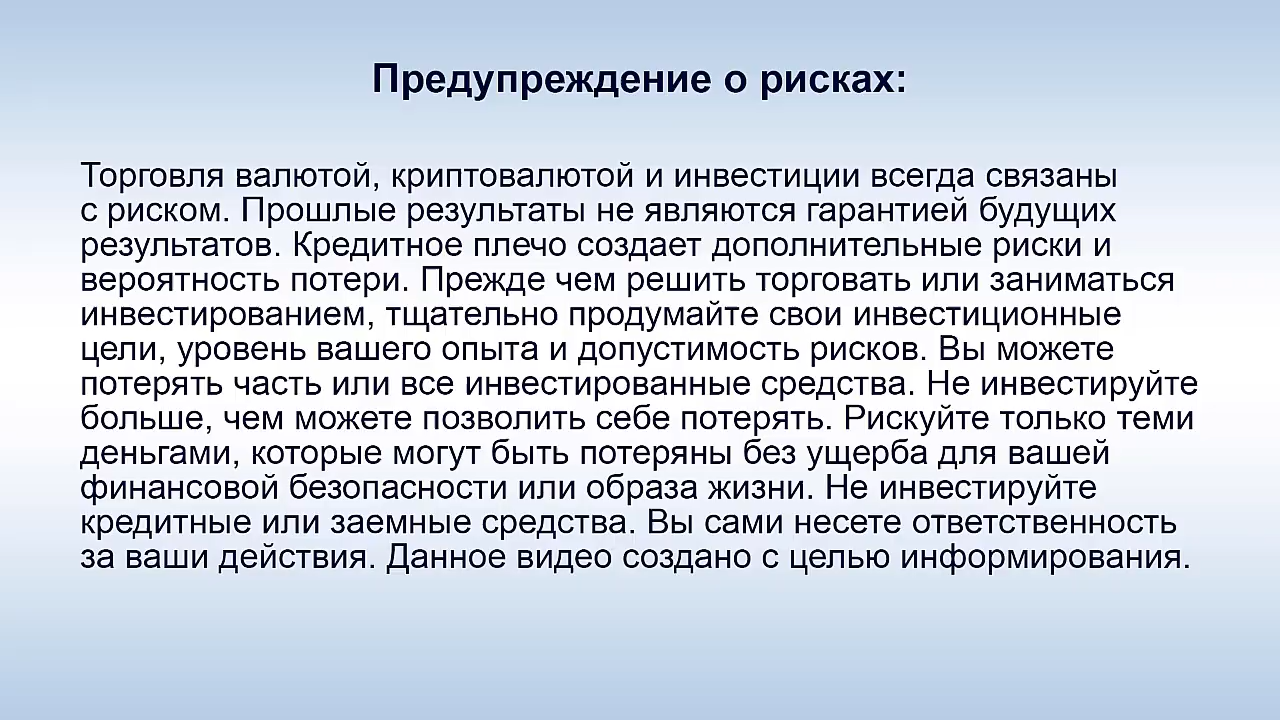 Предупреждение о рисках:
Торговля валютой, криптовалютой и инвестиции всегда связаны
с риском. Прошлые результаты не являются гарантией будущих
результатов. Кредитное плечо создает дополнительные риски и
вероятность потери. Прежде чем решить торговать или заниматься
инвестированием, тщательно продумайте свои инвестиционные
цели, уровень вашего опыта и допустимость рисков. Вы можете
потерять часть или все инвестированные средства. Не инвестируйте
больше, чем можете позволить себе потерять. Рискуйте только теми
деньгами, которые могут быть потеряны без ущерба для вашей
финансовой безопасности или образа жизни. Не инвестируйте
кредитные или заемные средства. Вы сами несете ответственность
за ваши действия. Данное видео создано с целью информирования.